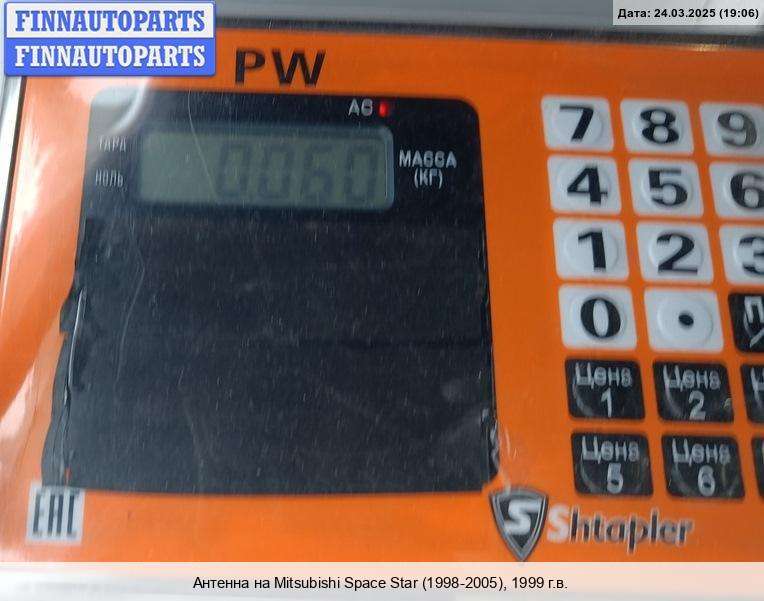 FINNAUTOPARTS
FINNAUTOPARTS
Дата: 24.03.2025 (19:06)
PW
AC
ТАРА
НОЛЬ
0.060
МАССА
(КГ)
7 8 9
4 5 6
1 2 3
0 .
Цена
1
Цена
2
Цена
5
Цена
6
EAC
Shtapler
Антенна на Mitsubishi Space Star (1998-2005), 1999 г.в.